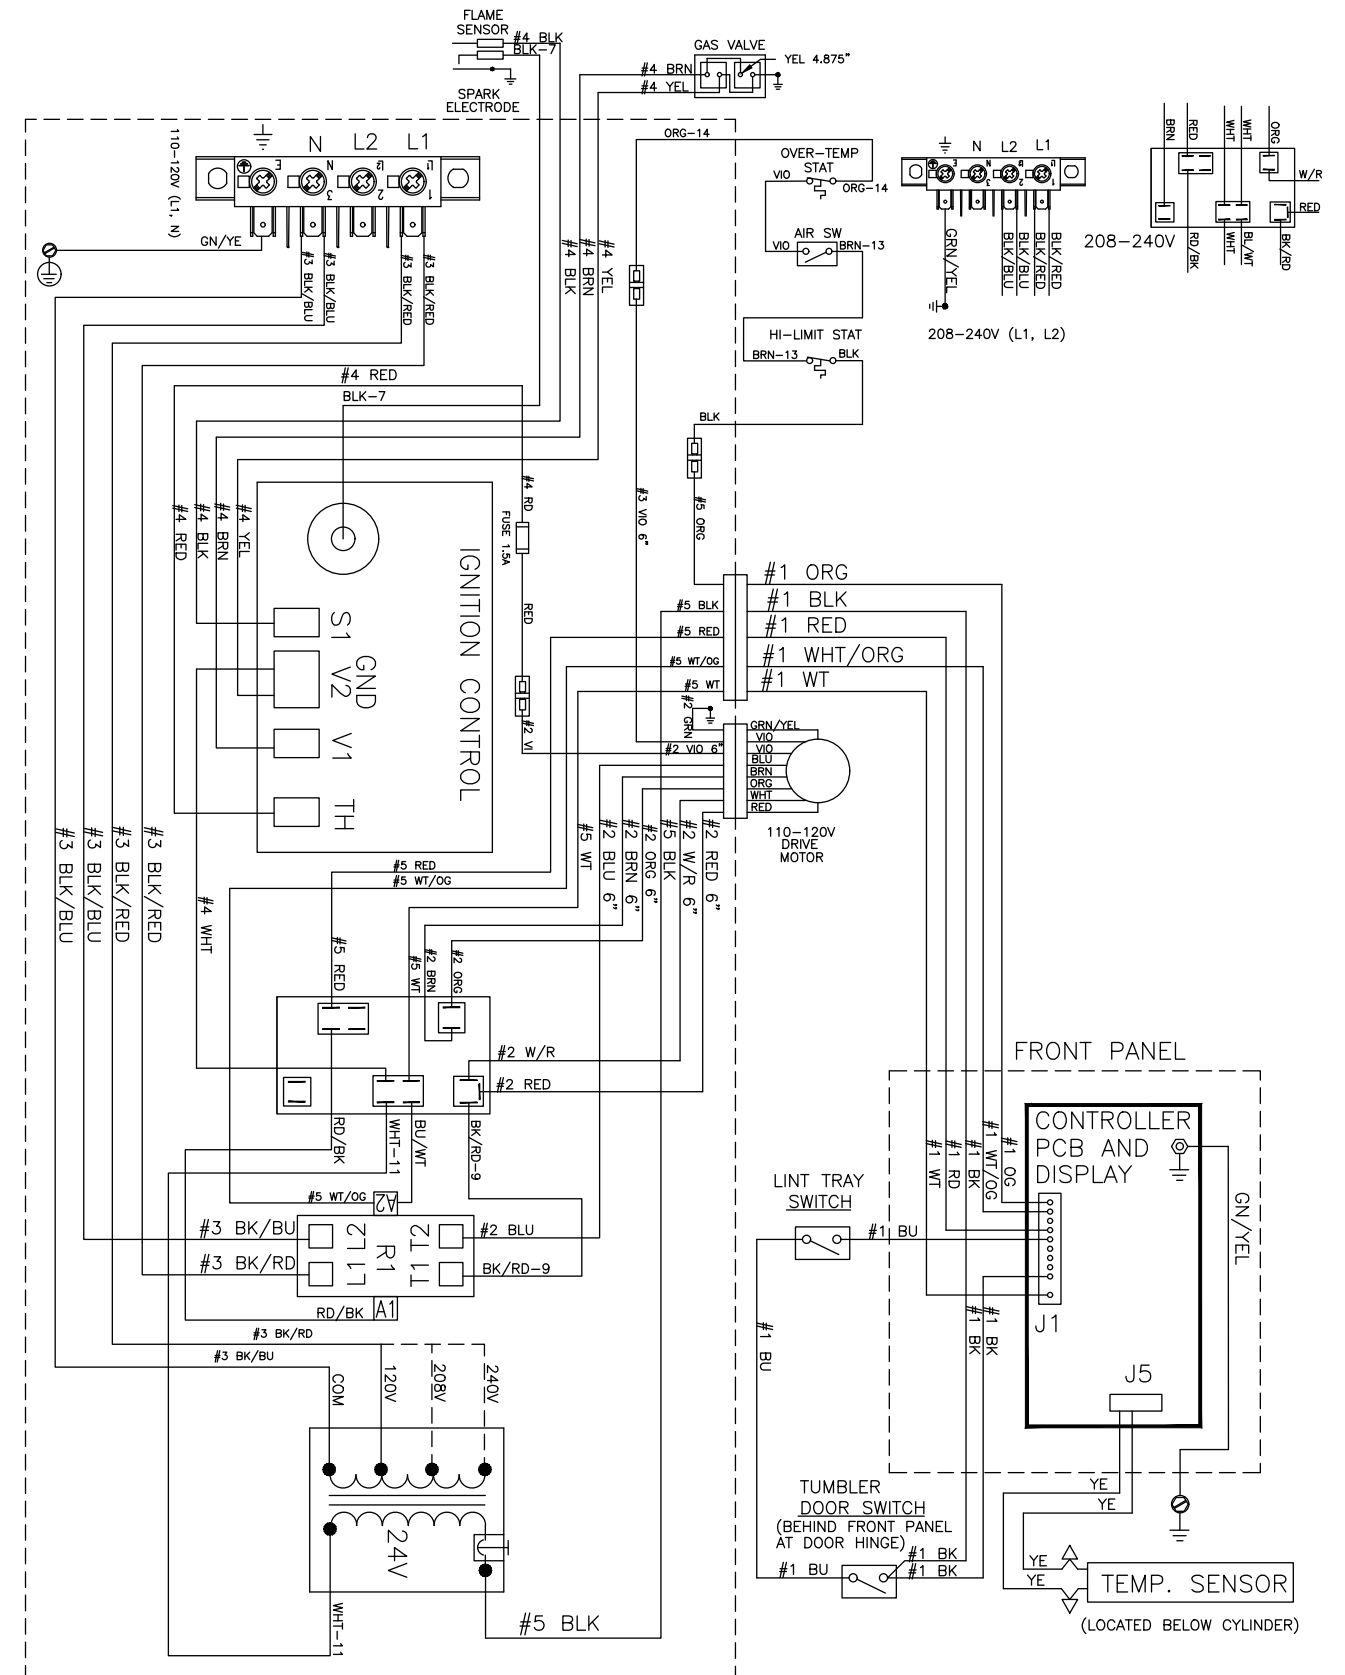 FLAME
SENSOR
#4 BLK
BLK-7
SPARK
ELECTRODE
GAS VALVE
YEL 4.875"
#4 BRN
#4 YEL
110-120V (L1, N)
N
L2
L1
E
N
L2
L1
3
2
1
GN/YE
#3 BLK/BLU
#3 BLK/BLU
#3 BLK/RED
#3 BLK/RED
ORG-14
OVER-TEMP
STAT
VIO
ORG-14
AIR SW
VIO
BRN-13
HI-LIMIT STAT
BRN-13
BLK
BLK
#4 BLK
#4 BRN
#4 YEL
N
L2
L1
E
N
L2
L1
3
2
1
GRN/YEL
BLK/BLU
BLK/BLU
BLK/RED
BLK/RED
208-240V (L1, L2)
BRN
RED
WHT
WHT
ORG
W/R
RED
208-240V
RD/BK
WHT
BL/WT
BK/RD
#4 RED
BLK-7
#4 RD
FUSE 1.5A
RED
#2 VI
#3 VIO 6"
#5 ORG
#4 RED
#4 BLK
#4 BRN
#4 YEL
IGNITION CONTROL
S1
GND
V2
V1
TH
#1 ORG
#5 BLK
#1 BLK
#5 RED
#1 RED
#5 WT/OG
#1 WHT/ORG
#5 WT
#1 WT
#2 GRN
#2 VIO 6"
GRN/YEL
VIO
VIO
BLU
BRN
ORG
WHT
RED
110-120V
DRIVE
MOTOR
#3 BLK/BLU
#3 BLK/BLU
#3 BLK/RED
#3 BLK/RED
#4 WHT
#5 RED
#5 WT/OG
#5 WT
#2 BLU 6"
#2 BRN 6"
#2 ORG 6"
#5 BLK
#2 W/R 6"
#2 RED 6"
#5 RED
#5 WT
#2 BRN
#2 ORG
#2 W/R
#2 RED
RD/BK
WHT-11
BU/WT
BK/RD-9
#5 WT/OG
A2
#3 BK/BU
#2 BLU
L2
R1
T2
#3 BK/RD
L1
T1
BK/RD-9
RD/BK
A1
#3 BK/RD
#3 BK/BU
COM
120V
208V
240V
24V
WHT-11
#5 BLK
FRONT PANEL
CONTROLLER
PCB AND
DISPLAY
#1 WT
#1 RD
#1 BK
#1 WT/OG
#1 OG
GN/YEL
LINT TRAY
SWITCH
#1 BU
#1 BU
J1
#1 BK
#1 BK
J5
TUMBLER
DOOR SWITCH
(BEHIND FRONT PANEL
AT DOOR HINGE)
#1 BU
#1 BK
#1 BK
YE
YE
YE
YE
TEMP. SENSOR
(LOCATED BELOW CYLINDER)